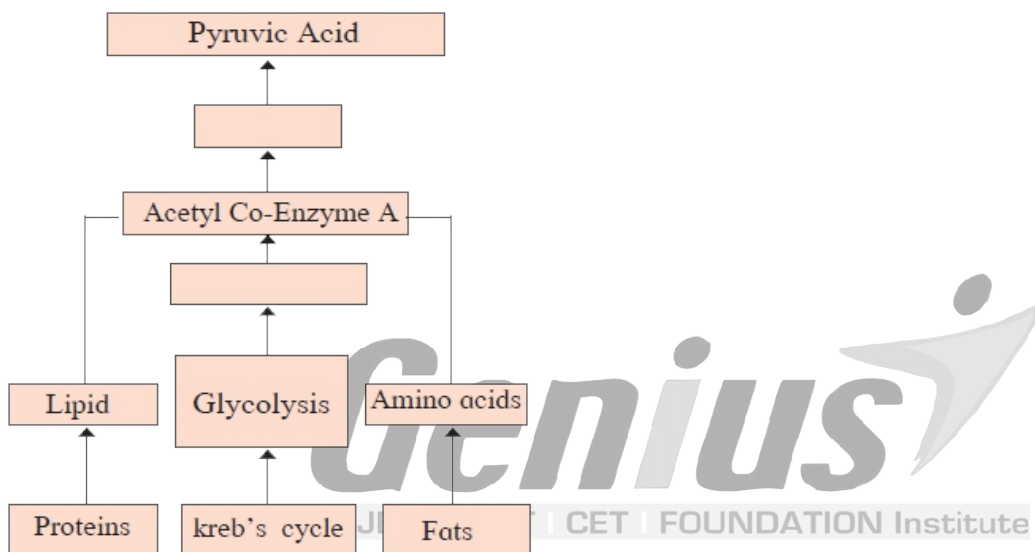 Pyruvic Acid
Acetyl Co-Enzyme A
Lipid
Glycolysis
Amino acids
Genius
Proteins
kreb's cycle
Fats
CET | FOUNDATION Institute